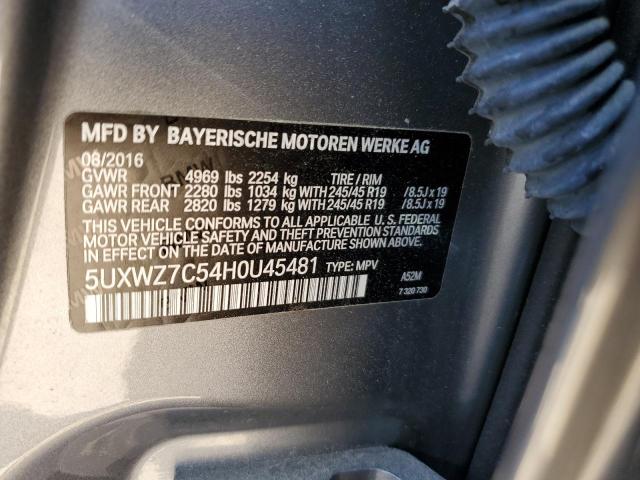 MFD BY BAYERISCHE MOTOREN WERKE AG
08/2016
GVWR 4969 lbs 2254 kg TIRE / RIM
GAWR FRONT 2280 lbs 1034 kg WITH 245/45 R19 /8.5J x 19
GAWR REAR 2820 lbs 1279 kg WITH 245/45 R19 /8.5J x 19
THIS VEHICLE CONFORMS TO ALL APPLICABLE U. S. FEDERAL
MOTOR VEHICLE SAFETY AND THEFT PREVENTION STANDARDS
IN EFFECT ON THE DATE OF MANUFACTURE SHOWN ABOVE.
5UXWZ7C54H0U45481 TYPE: MPV A52M
7 320 730